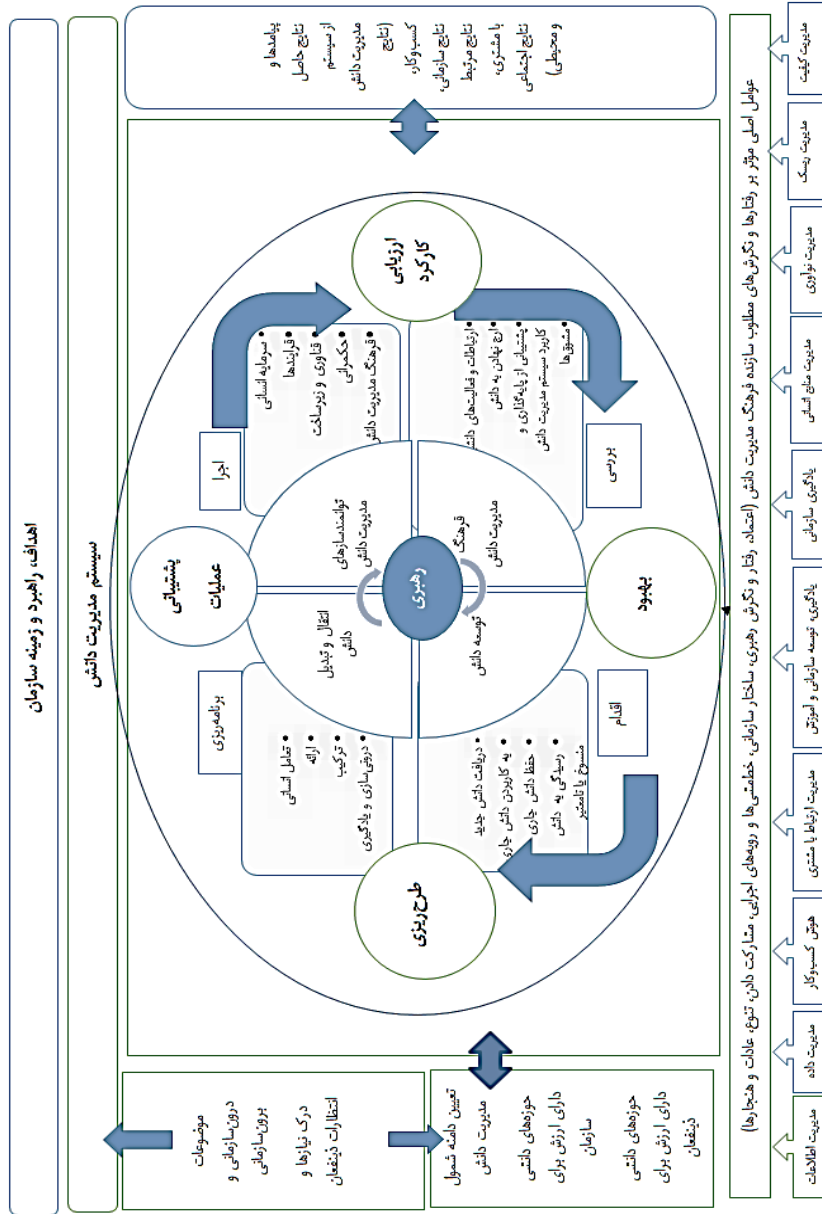 اهداف، راهبرد و زمینه سازمان
سیستم مدیریت دانش
موضوعات
درون‌سازمانی و
برون‌سازمانی
درک نیازها و
انتظارات ذینفعان
تعیین دامنه شمول
مدیریت دانش
حوزه‌های دانشی
دارای ارزش برای
سازمان
حوزه‌های دانشی
دارای ارزش برای
ذینفعان
عملیات
پشتیبانی
برنامه‌ریزی
اجرا
• تعامل انسانی
• ارائه
• ترکیب
• درونی‌سازی و یادگیری
انتقال و تبدیل
دانش
توانمندسازهای
مدیریت دانش
• سرمایه انسانی
• فرایندها
• فناوری و زیرساخت
• حکمرانی
• فرهنگ مدیریت دانش
طرح‌ریزی
رهبری
ارزیابی
کارکرد
• دریافت دانش جدید
• به کاربردن دانش جاری
• حفظ دانش جاری
• رسیدگی به دانش
منسوخ یا نامعتبر
توسعه دانش
فرهنگ
مدیریت دانش
• ارتباطات و فعالیت‌های دانش
• ارج نهادن به دانش
• پشتیبانی از پایه‌گذاری و
کاربرد سیستم مدیریت دانش
• مشوق‌ها
اقدام
بررسی
بهبود
پیامدها و
نتایج حاصل
از سیستم
مدیریت دانش
(نتایج
کسب‌وکار،
نتایج سازمانی،
نتایج مرتبط
با مشتری،
نتایج اجتماعی
و محیطی)
عوامل اصلی مؤثر بر رفتارها و نگرش‌های مطلوب سازنده فرهنگ مدیریت دانش (اعتماد، رفتار و نگرش رهبری، ساختار سازمانی، خط‌مشی‌ها و رویه‌های اجرایی، مشارکت دادن، تنوع، عادات و هنجارها)
مدیریت اطلاعات
مدیریت داده
هوش کسب‌وکار
مدیریت ارتباط با مشتری
یادگیری، توسعه سازمانی و آموزش
یادگیری سازمانی
مدیریت منابع انسانی
مدیریت نوآوری
مدیریت ریسک
مدیریت کیفیت